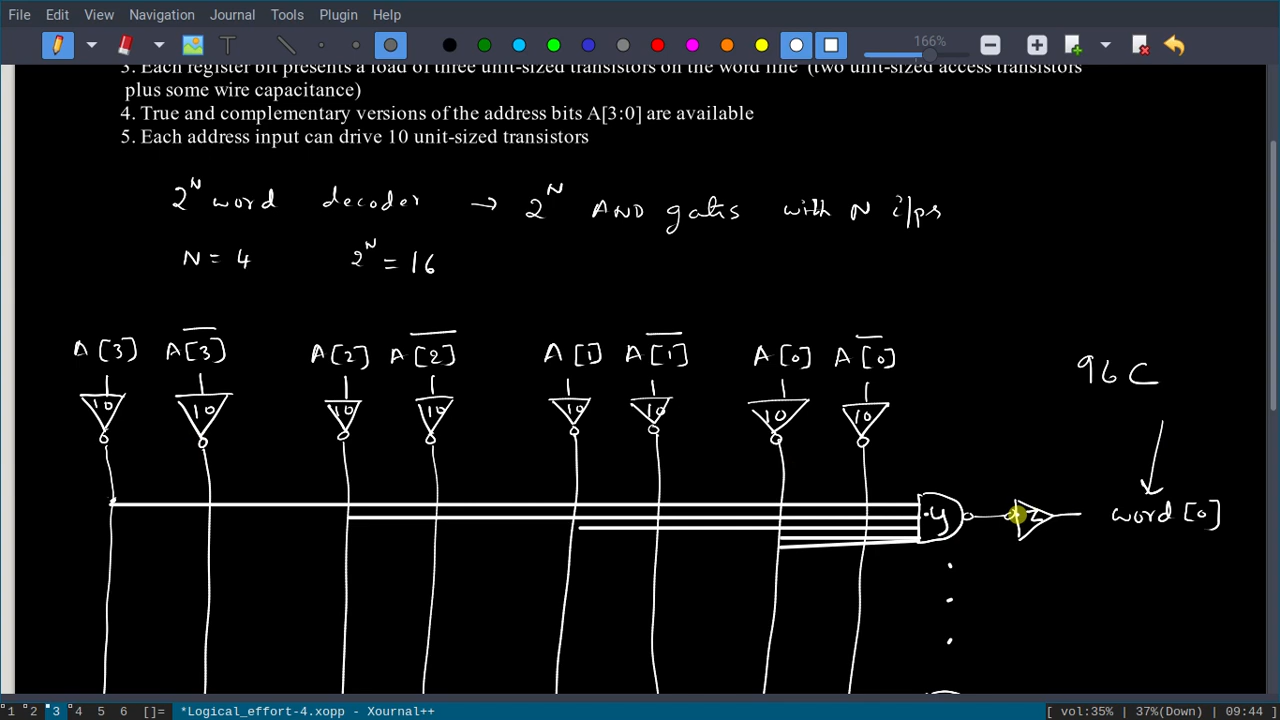 File Edit View Navigation Journal Tools Plugin Help
166%
3. Each register bit presents a load of three unit-sized transistors on the word line (two unit-sized access transistors
plus some wire capacitance)
4. True and complementary versions of the address bits A[3:0] are available
5. Each address input can drive 10 unit-sized transistors
2^N word decoder → 2^N AND gates with N i/ps
N = 4 2^N = 16
A[3] A̅[̅3̅]̅ A[2] A̅[̅2̅]̅ A[1] A̅[̅1̅]̅ A[0] A̅[̅0̅]̅
96C
10 10 10 10 10 10 10 10
y z word [0]
1 2 3 4 5 6 []= *Logical_effort-4.xopp - Xournal++ [ vol:35% | 37%(Down) | 09:44 ]